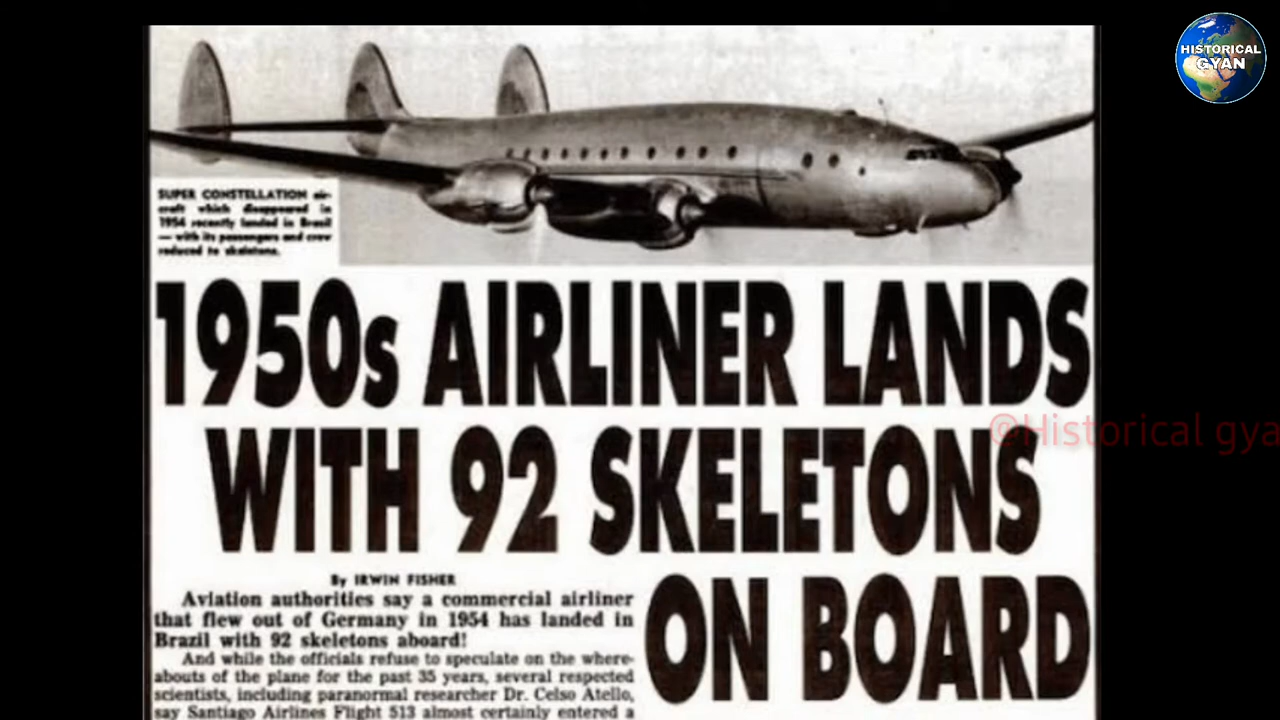 HISTORICAL
GYAN
SUPER CONSTELLATION air-
craft which disappeared in
1954 recently landed in Brazil
— with its passengers and crew
reduced to skeletons.
1950s AIRLINER LANDS
@Historical gya
WITH 92 SKELETONS
ON BOARD
By IRWIN FISHER
Aviation authorities say a commercial airliner
that flew out of Germany in 1954 has landed in
Brazil with 92 skeletons aboard!
And while the officials refuse to speculate on the where-
abouts of the plane for the past 35 years, several respected
scientists, including paranormal researcher Dr. Celso Atello,
say Santiago Airlines Flight 513 almost certainly entered a